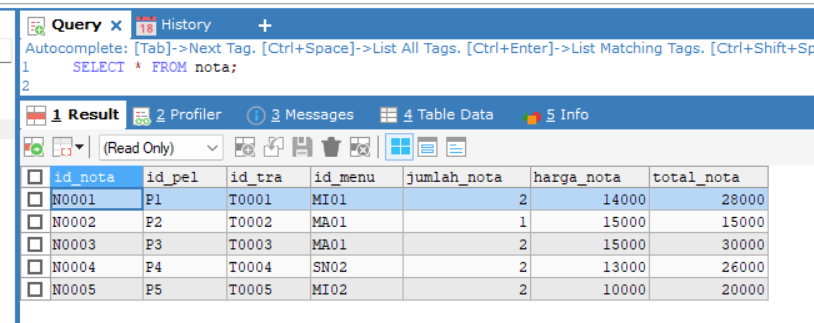 Query History +
Autocomplete: [Tab]->Next Tag. [Ctrl+Space]->List All Tags. [Ctrl+Enter]->List Matching Tags. [Ctrl+Shift+Sp
1 SELECT * FROM nota;
2
1 Result 2 Profiler 3 Messages 4 Table Data 5 Info
(Read Only)
id_nota id_pel id_tra id_menu jumlah_nota harga_nota total_nota
N0001 P1 T0001 MI01 2 14000 28000
N0002 P2 T0002 MA01 1 15000 15000
N0003 P3 T0003 MA01 2 15000 30000
N0004 P4 T0004 SN02 2 13000 26000
N0005 P5 T0005 MI02 2 10000 20000